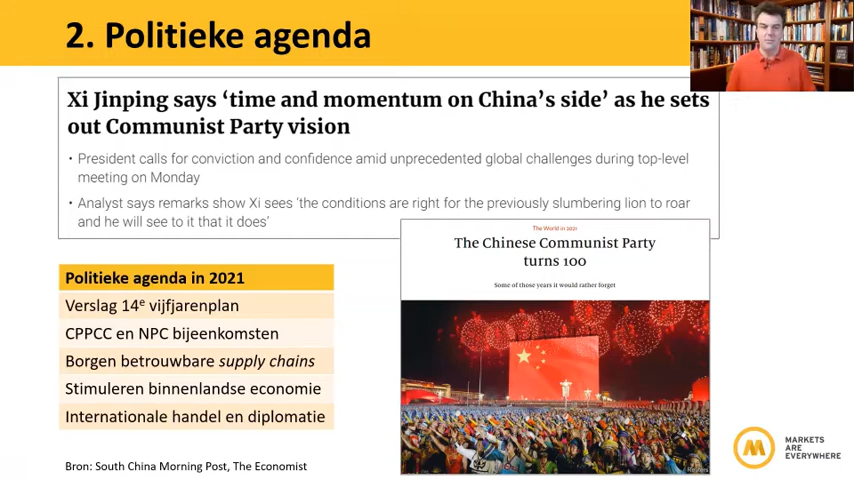 2. Politieke agenda
Xi Jinping says ‘time and momentum on China’s side’ as he sets
out Communist Party vision
• President calls for conviction and confidence amid unprecedented global challenges during top-level
meeting on Monday
• Analyst says remarks show Xi sees ‘the conditions are right for the previously slumbering lion to roar
and he will see to it that it does’
The World in 2021
The Chinese Communist Party
turns 100
Some of those years it would rather forget
Politieke agenda in 2021
Verslag 14e vijfjarenplan
CPPCC en NPC bijeenkomsten
Borgen betrouwbare supply chains
Stimuleren binnenlandse economie
Internationale handel en diplomatie
Reuters
MARKETS
ARE
EVERYWHERE
Bron: South China Morning Post, The Economist